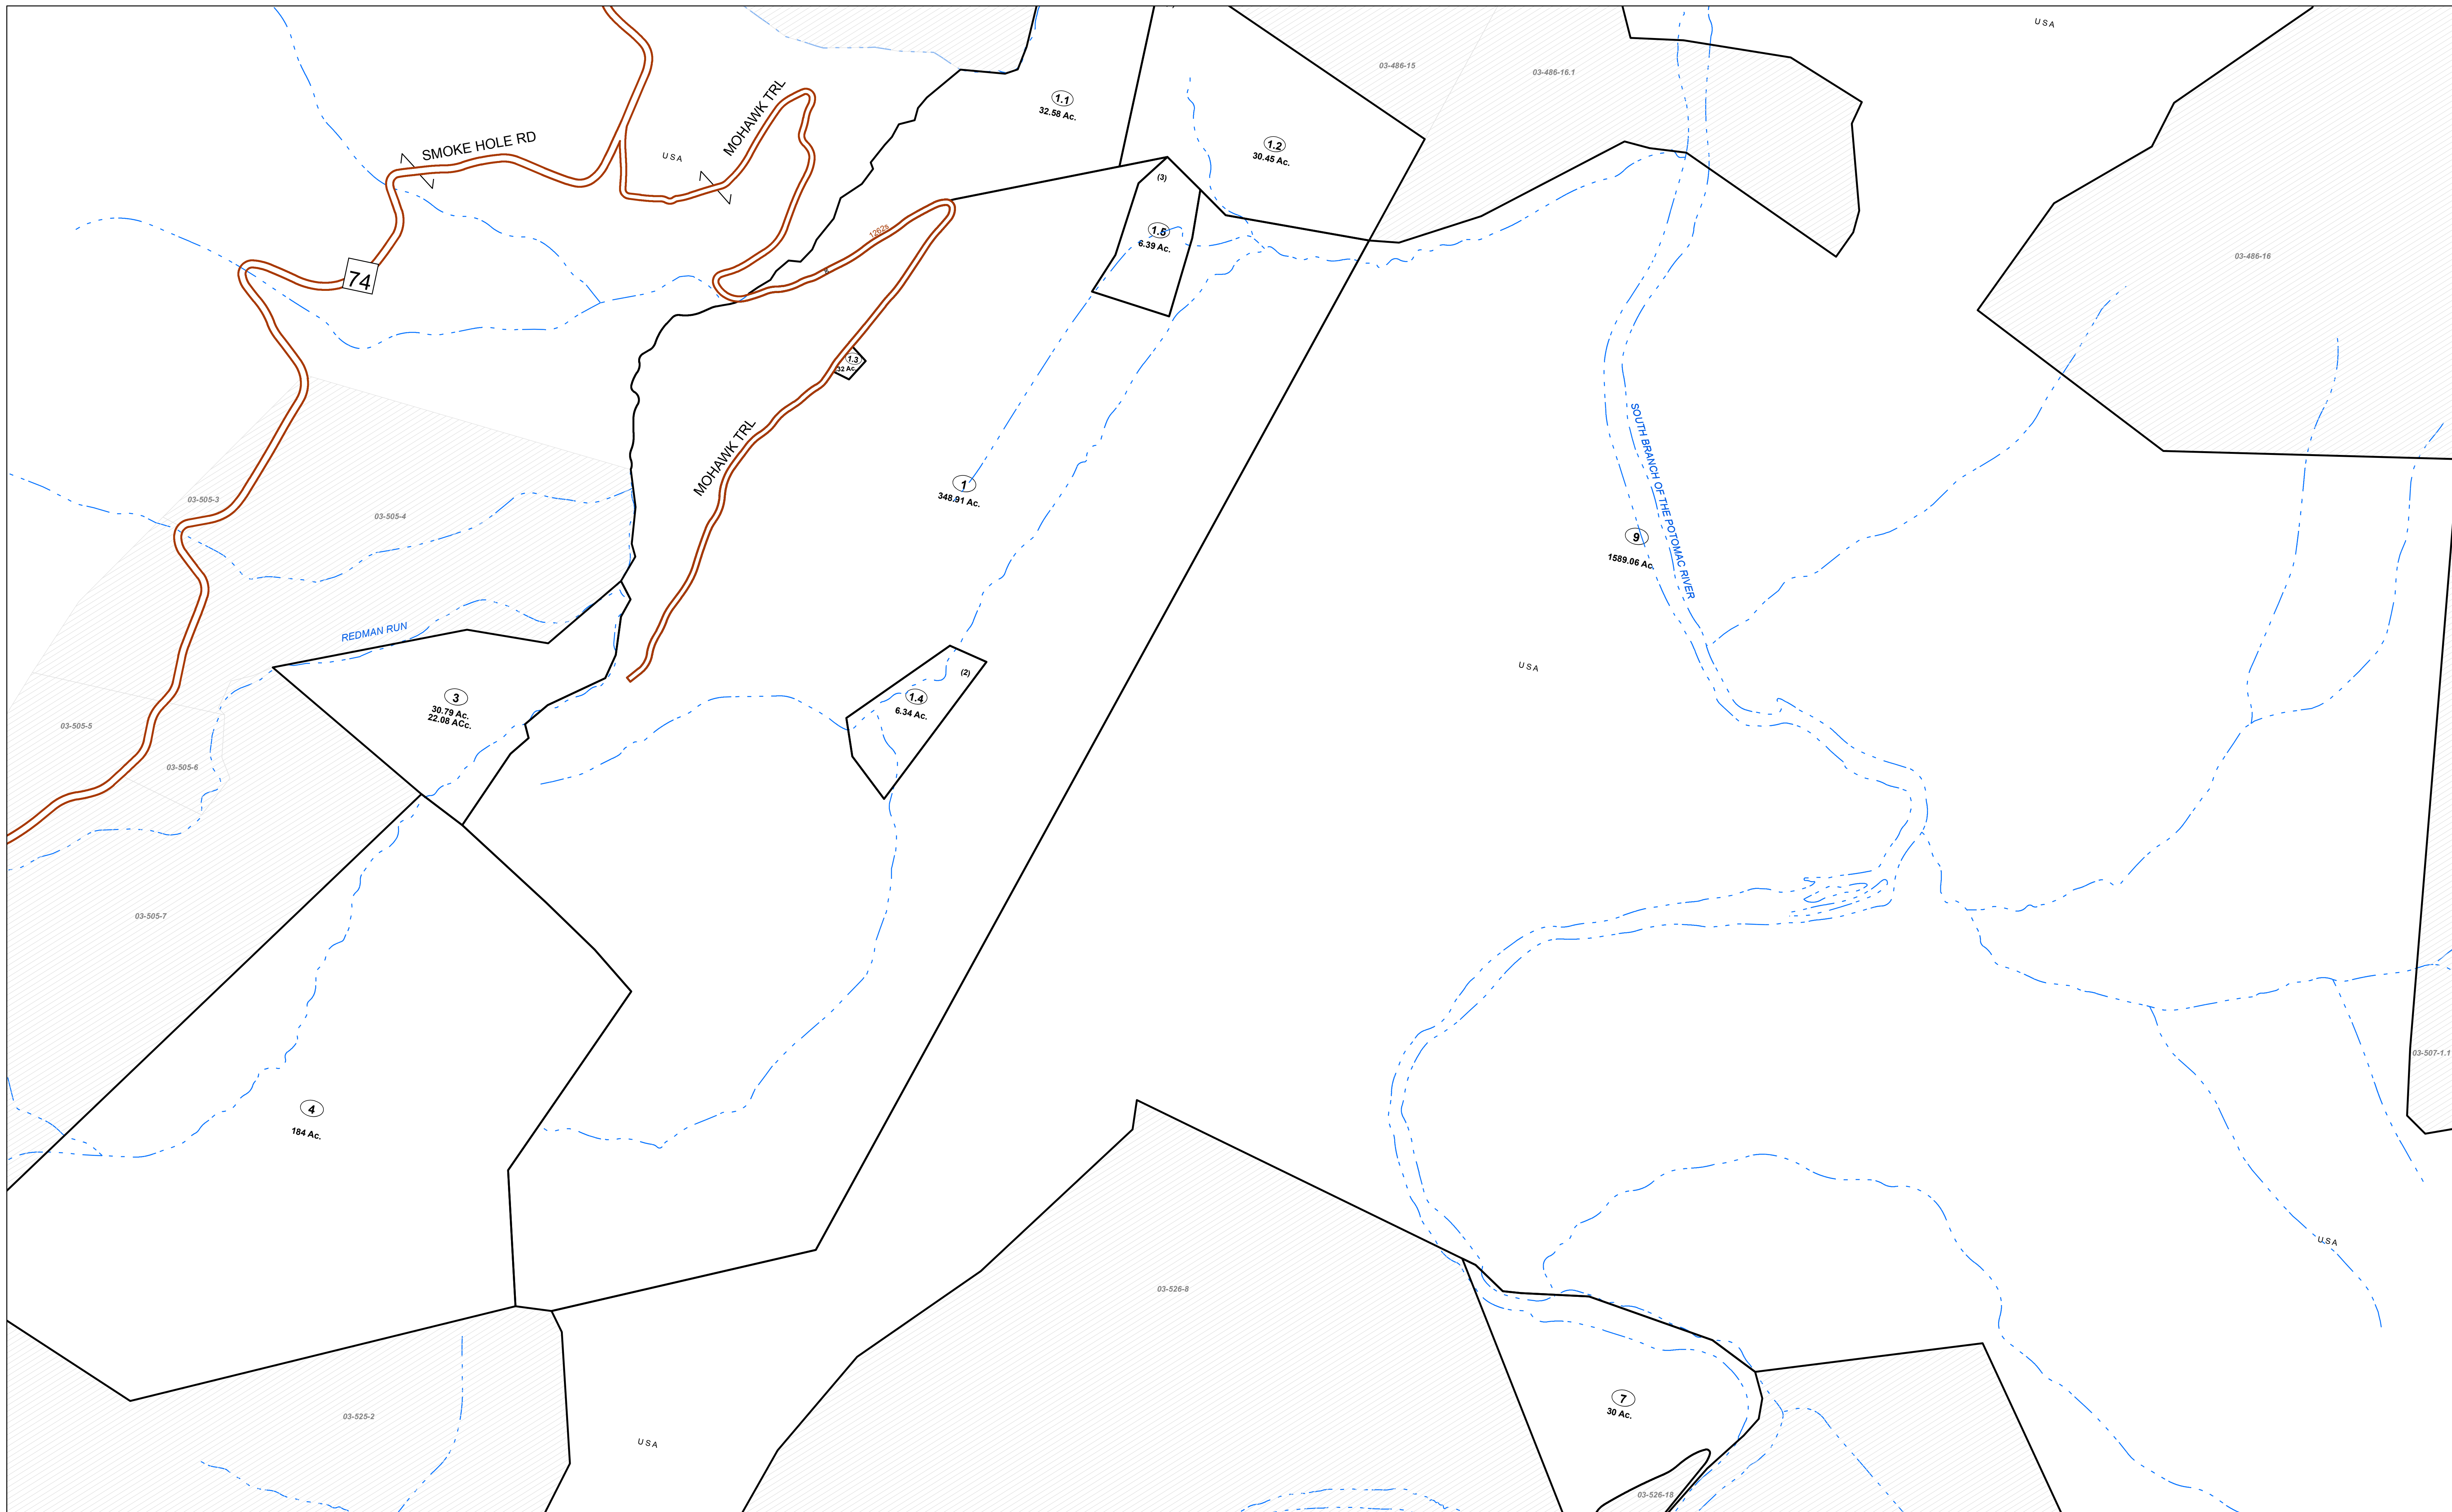 USA
03-486-15
03-486-16.1
1.1
32.58 Ac.
MOHAWK TRL
SMOKE HOLE RD
USA
1.2
30.45 Ac.
(3)
1.5
6.39 Ac.
12628
03-486-16
74
1.3
32 Ac.
MOHAWK TRL
SOUTH BRANCH OF THE POTOMAC RIVER
1
348.91 Ac.
03-505-3
03-505-4
9
1589.06 Ac.
REDMAN RUN
USA
(2)
1.4
6.34 Ac.
3
30.79 Ac.
22.08 ACc.
03-505-5
03-505-6
03-505-7
03-507-1.1
4
184 Ac.
USA
03-526-8
7
30 Ac.
03-525-2
USA
03-526-18